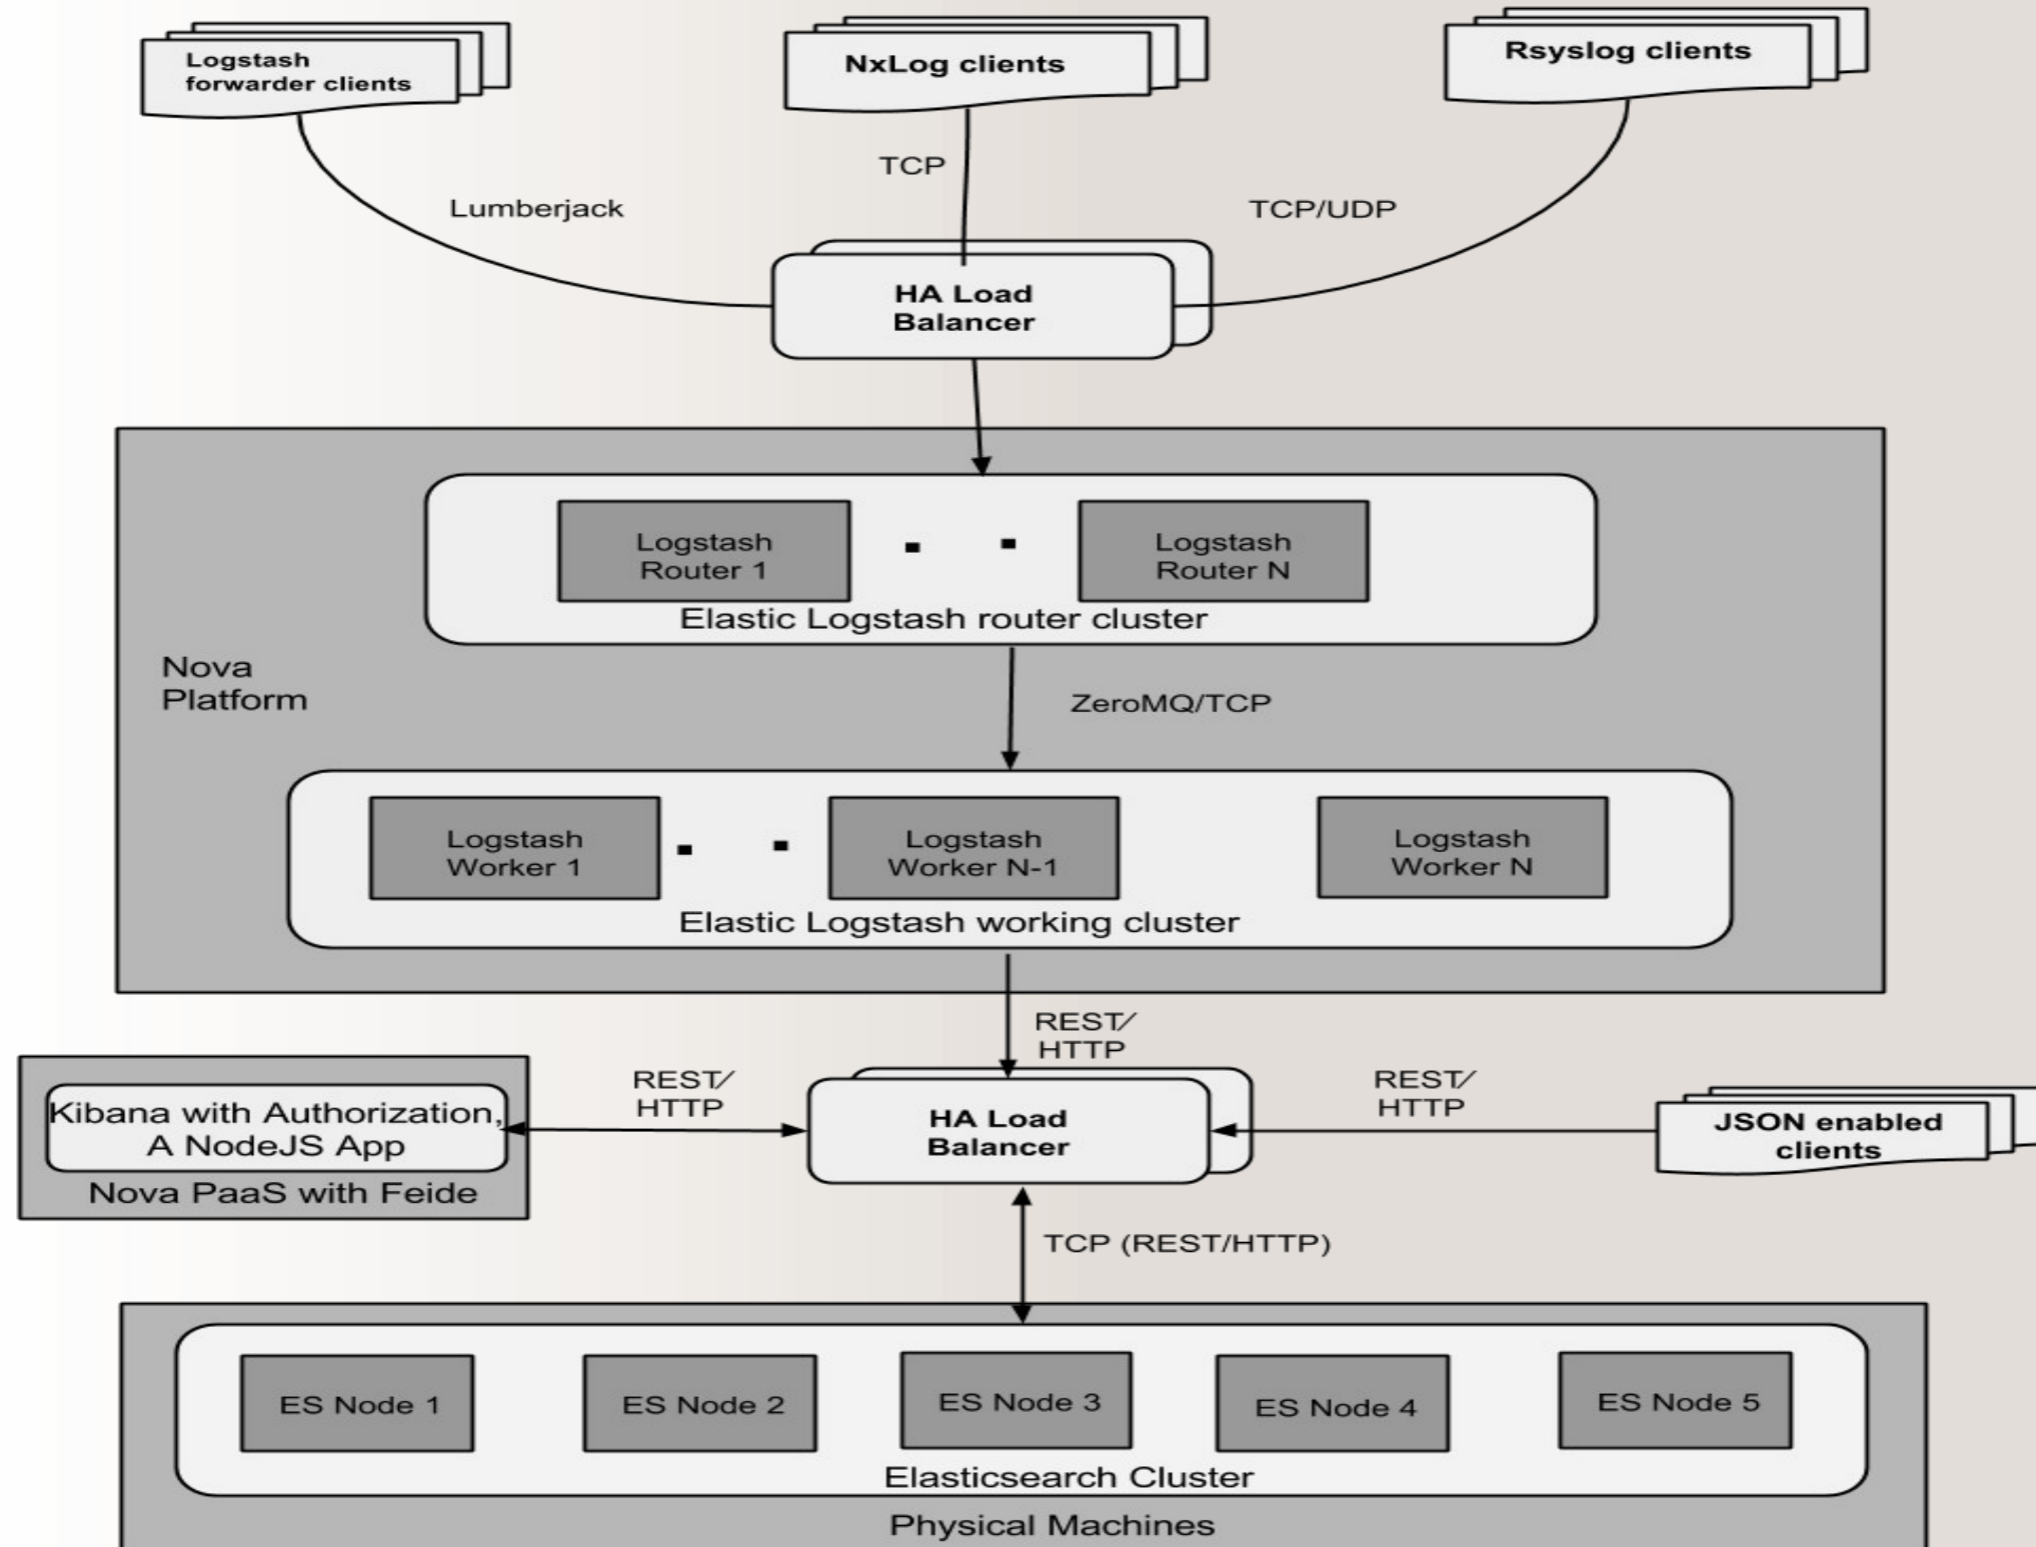 Logstash
forwarder clients
NxLog clients
Rsyslog clients
TCP
Lumberjack
TCP/UDP
HA Load
Balancer
Logstash
Router 1
Logstash
Router N
Elastic Logstash router cluster
Nova
Platform
ZeroMQ/TCP
Logstash
Worker 1
Logstash
Worker N-1
Logstash
Worker N
Elastic Logstash working cluster
REST/
HTTP
Kibana with Authorization,
A NodeJS App
Nova PaaS with Feide
REST/
HTTP
HA Load
Balancer
REST/
HTTP
JSON enabled
clients
TCP (REST/HTTP)
ES Node 1
ES Node 2
ES Node 3
ES Node 4
ES Node 5
Elasticsearch Cluster
Physical Machines